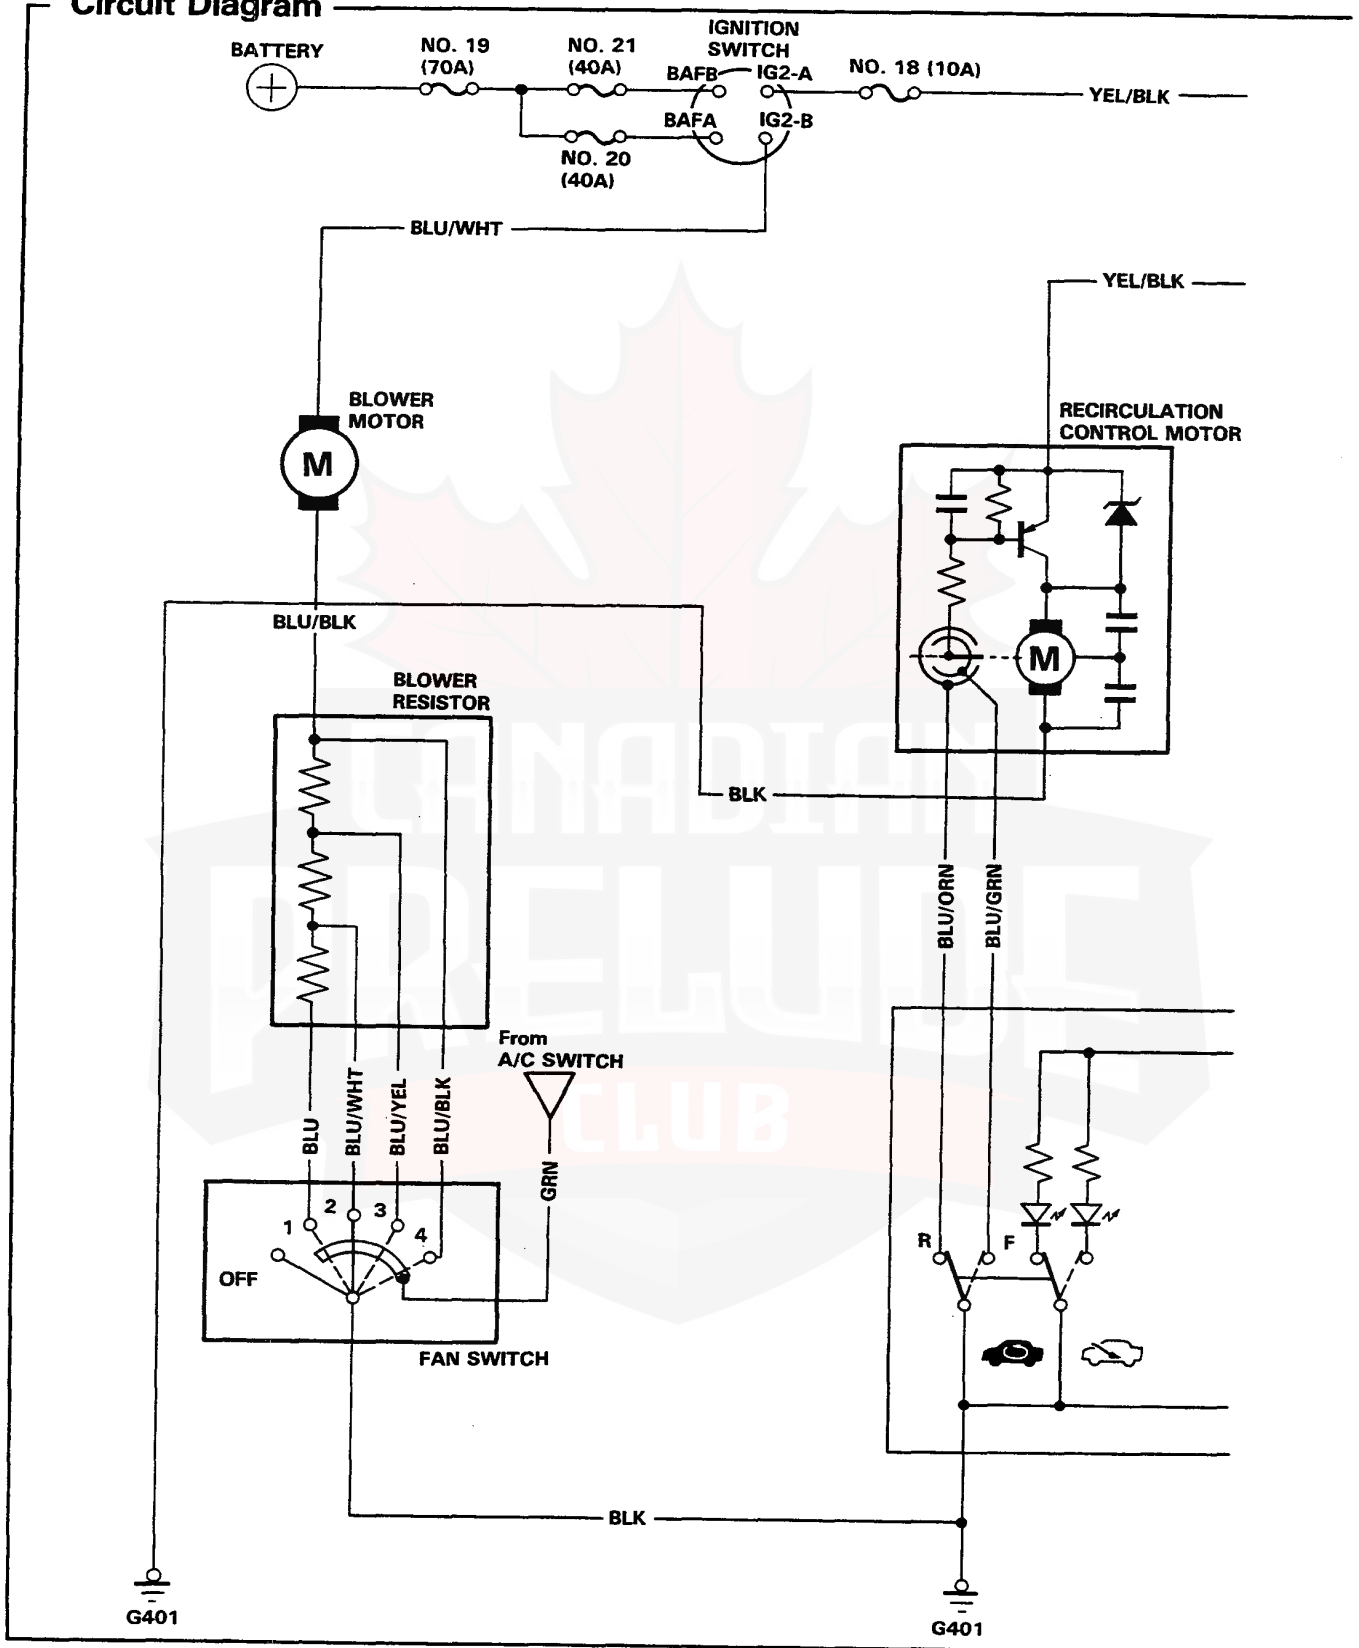 Circuit Diagram
BATTERY
NO. 19
(70A)
NO. 21
(40A)
IGNITION
SWITCH
BAFB
IG2-A
NO. 18 (10A)
YEL/BLK
BAFA
IG2-B
NO. 20
(40A)
BLU/WHT
YEL/BLK
BLOWER
MOTOR
M
RECIRCULATION
CONTROL MOTOR
M
BLU/BLK
BLOWER
RESISTOR
CANADIAN
PRELUDE
CLUB
BLK
BLU/ORN
BLU/GRN
From
A/C SWITCH
BLU
BLU/WHT
BLU/YEL
BLU/BLK
GRN
1
2
3
4
OFF
FAN SWITCH
R
F
BLK
G401
G401